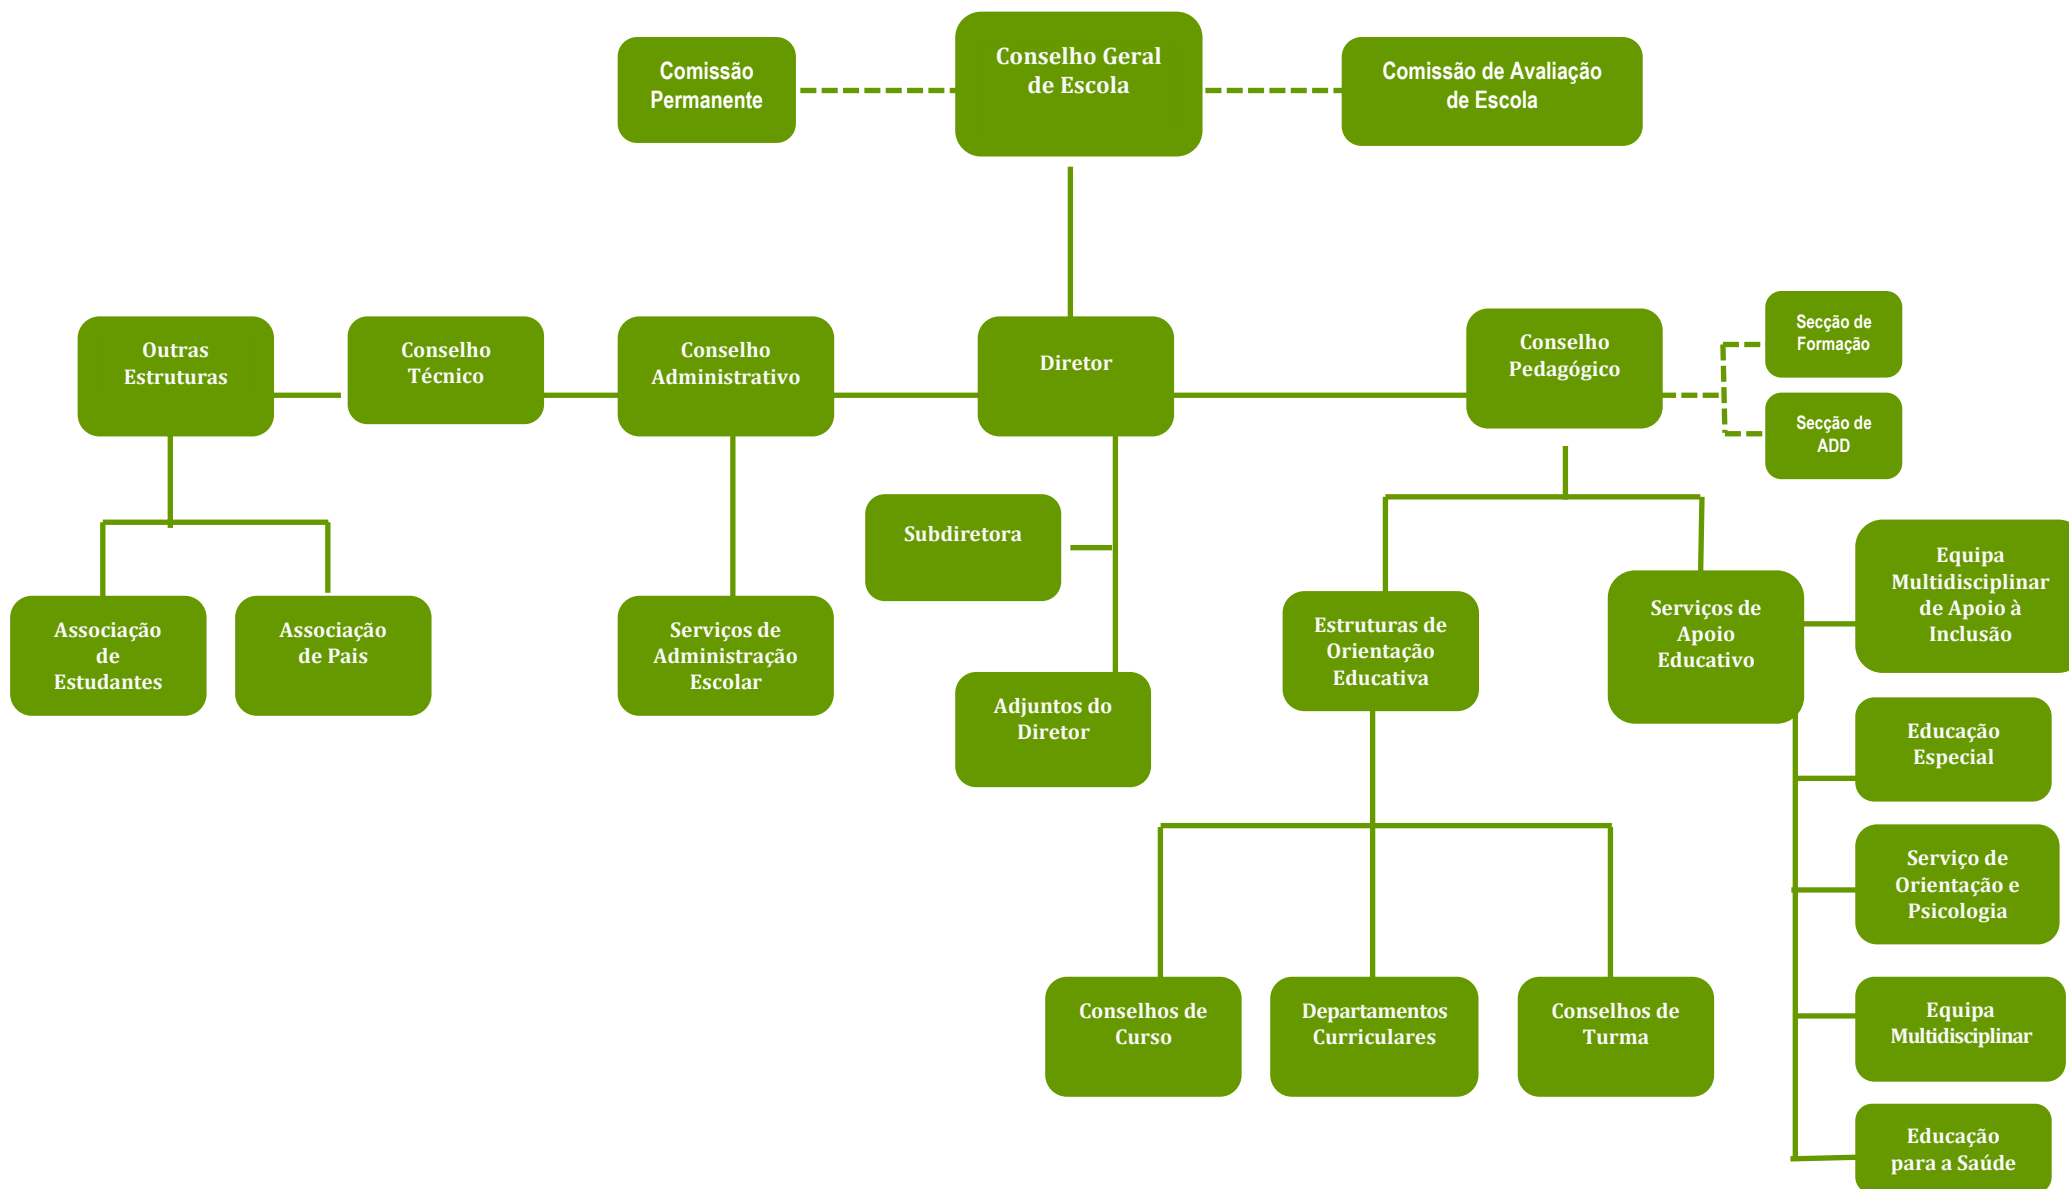 Comissão
Permanente
Conselho Geral
de Escola
Comissão de Avaliação
de Escola
Outras
Estruturas
Conselho
Técnico
Conselho
Administrativo
Diretor
Conselho
Pedagógico
Secção de
Formação
Secção de
ADD
Subdiretora
Equipa
Multidisciplinar
de Apoio à
Inclusão
Associação
de
Estudantes
Associação
de Pais
Serviços de
Administração
Escolar
Adjuntos do
Diretor
Estruturas de
Orientação
Educativa
Serviços de
Apoio
Educativo
Educação
Especial
Serviço de
Orientação e
Psicologia
Conselhos de
Curso
Departamentos
Curriculares
Conselhos de
Turma
Equipa
Multidisciplinar
Educação
para a Saúde